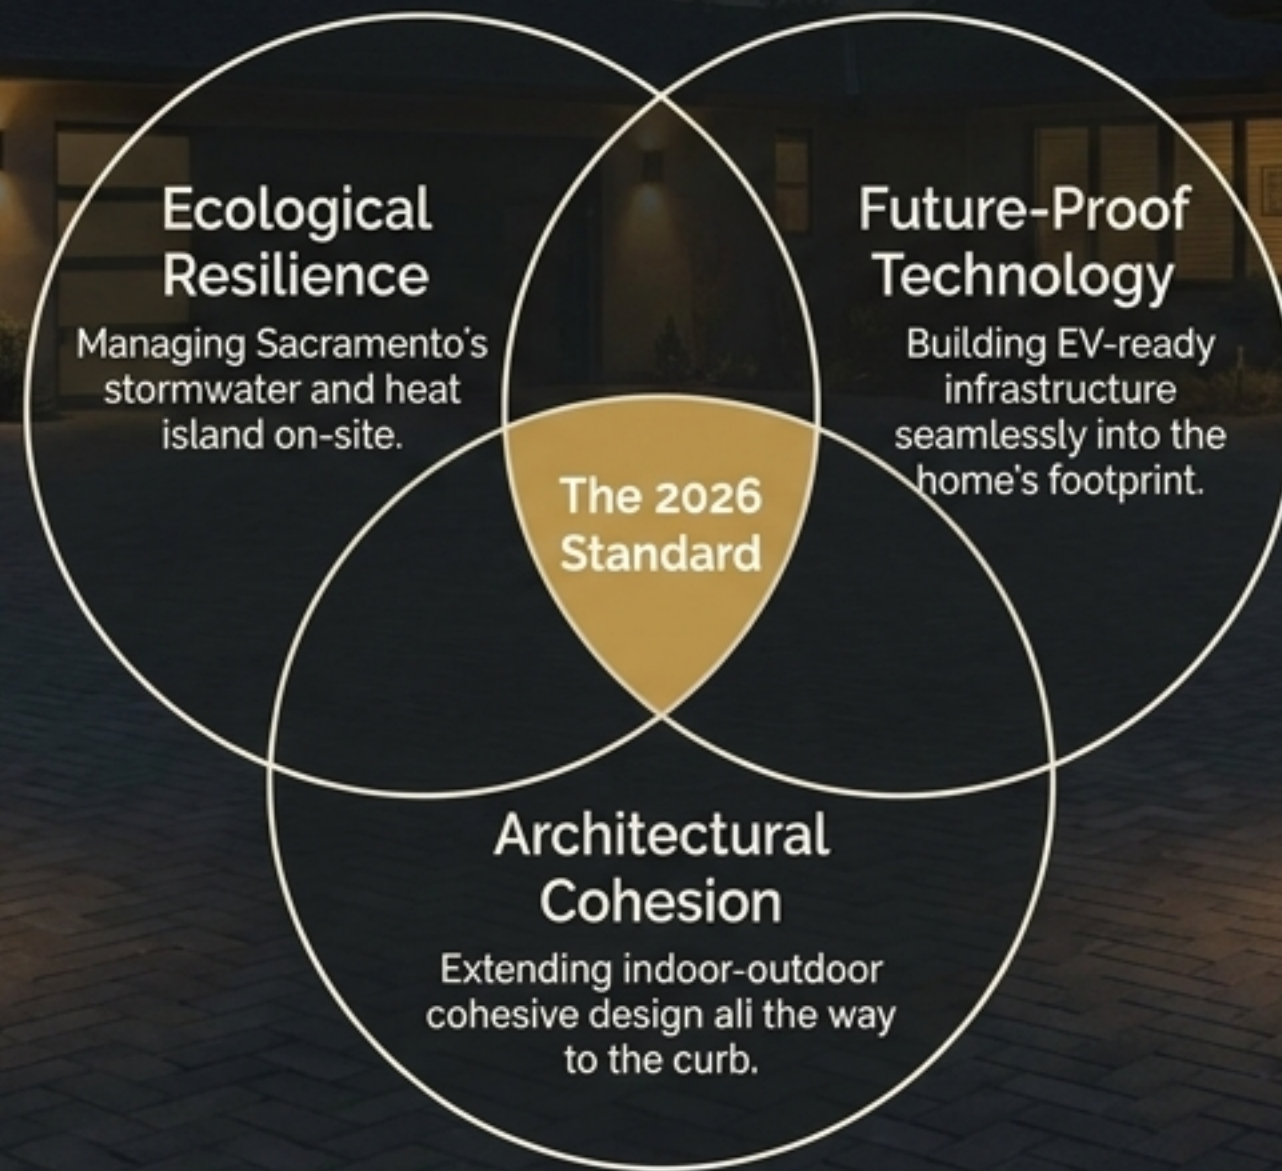 Ecological
Resilience
Managing Sacramento's
stormwater and heat
island on-site.
Future-Proof
Technology
Building EV-ready
infrastructure
seamlessly into the
home's footprint.
The 2026
Standard
Architectural
Cohesion
Extending indoor-outdoor
cohesive design ali the way
to the curb.